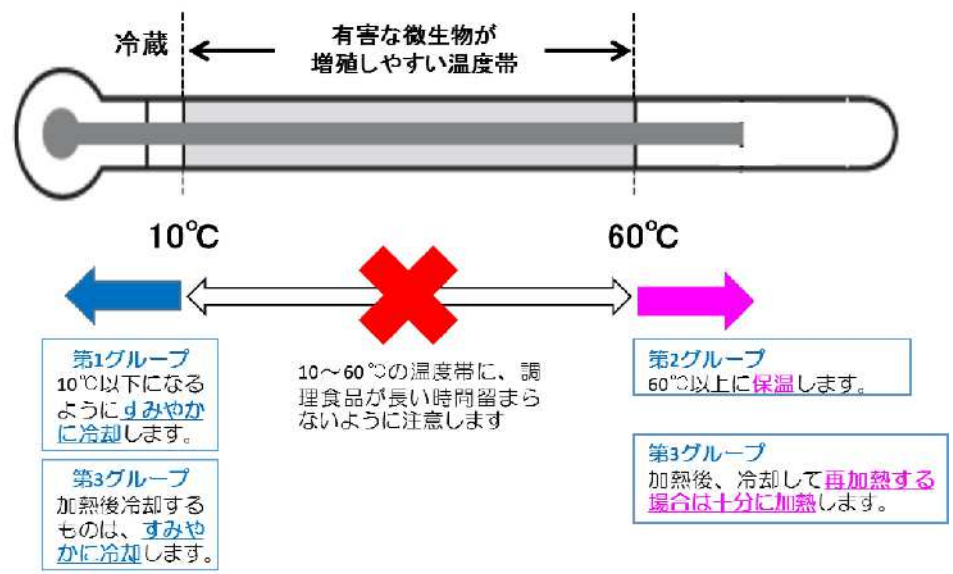 冷蔵
有害な微生物が
増殖しやすい温度帯
10℃
60℃
第1グループ
10℃以下になる
ようにすみやか
に冷却します。
第3グループ
加熱後冷却する
ものは、すみや
かに冷却します。
10～60℃の温度帯に、調
理食品が長い時間留まら
ないように注意します
第2グループ
60℃以上に保温します。
第3グループ
加熱後、冷却して再加熱する
場合は十分に加熱します。